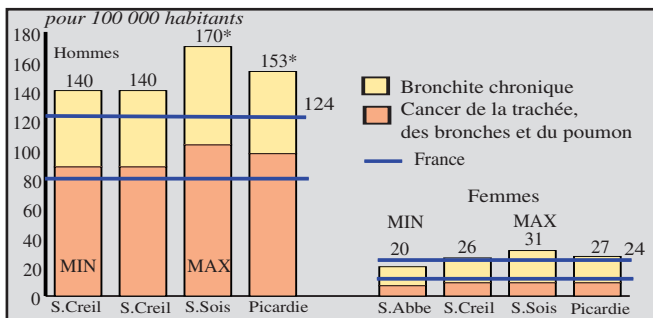 pour 100 000 habitants
180
160
140
120
100
80
60
40
20
0
Hommes
140
140
170*
153*
124
MIN
MAX
S.Creil
S.Creil
S.Sois
Picardie
Bronchite chronique
Cancer de la trachée,
des bronches et du poumon
France
Femmes
MIN
MAX
20
26
31
27
24
S.Abbe
S.Creil
S.Sois
Picardie